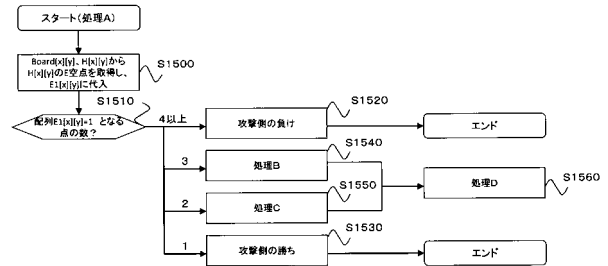 スタート(処理A)
Board[x][y]、H[x][y]から
H[x][y]のE空点を取得し、
E1[x][y]に代入
S1500
S1510
配列E1[x][y]=1 となる
点の数?
4以上
攻撃側の負け
S1520
エンド
3
処理B
S1540
2
処理C
S1550
処理D
S1560
1
攻撃側の勝ち
S1530
エンド